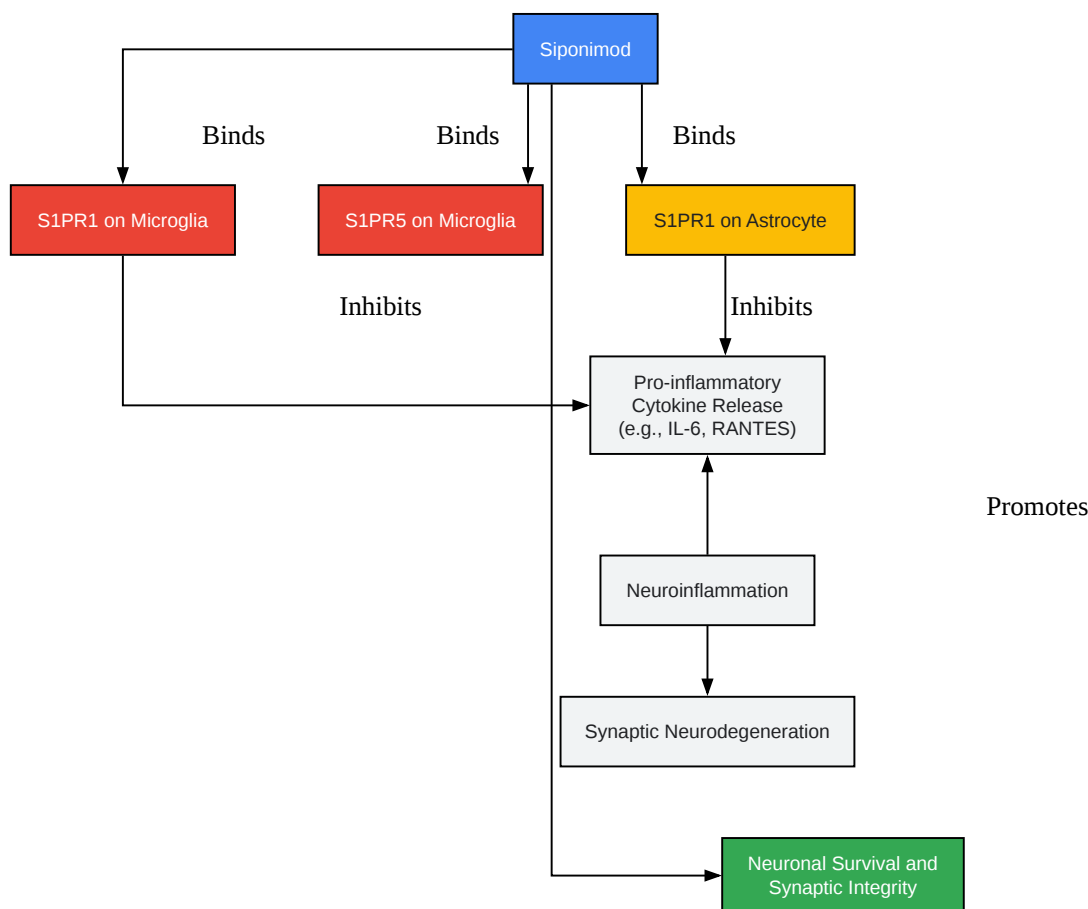 Siponimod
Binds
Binds
Binds
S1PR1 on Microglia
S1PR5 on Microglia
S1PR1 on Astrocyte
Inhibits
Inhibits
Pro-inflammatory
Cytokine Release
(e.g., IL-6, RANTES)
Promotes
Neuroinflammation
Synaptic Neurodegeneration
Neuronal Survival and
Synaptic Integrity